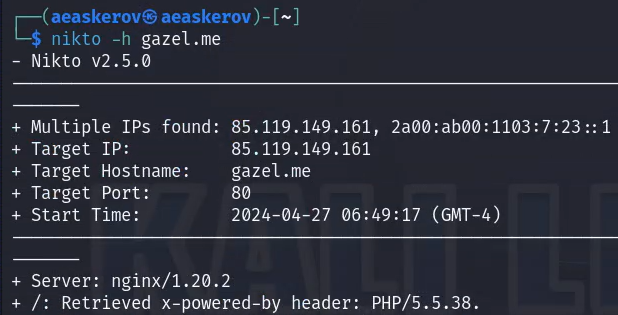 (aeaskerov㉿aeaskerov)-[~]
$ nikto -h gazel.me
- Nikto v2.5.0
+ Multiple IPs found: 85.119.149.161, 2a00:ab00:1103:7:23::1
+ Target IP: 85.119.149.161
+ Target Hostname: gazel.me
+ Target Port: 80
+ Start Time: 2024-04-27 06:49:17 (GMT-4)
+ Server: nginx/1.20.2
+ /: Retrieved x-powered-by header: PHP/5.5.38.